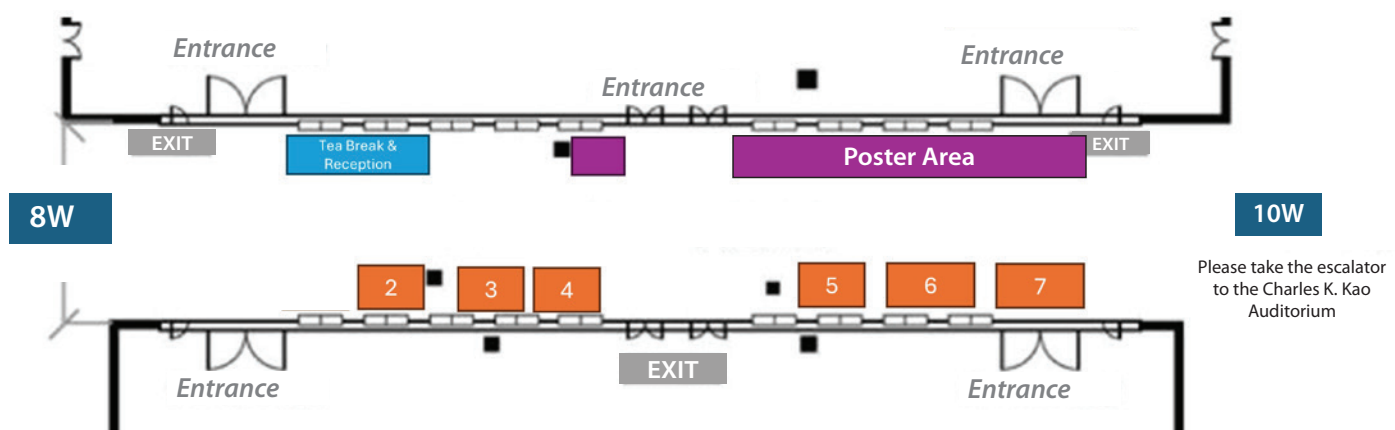 Entrance
Entrance
Entrance
EXIT
Tea Break &
Reception
Poster Area
EXIT
8W
10W
Please take the escalator
to the Charles K. Kao
Auditorium
2
3
4
5
6
7
Entrance
EXIT
Entrance